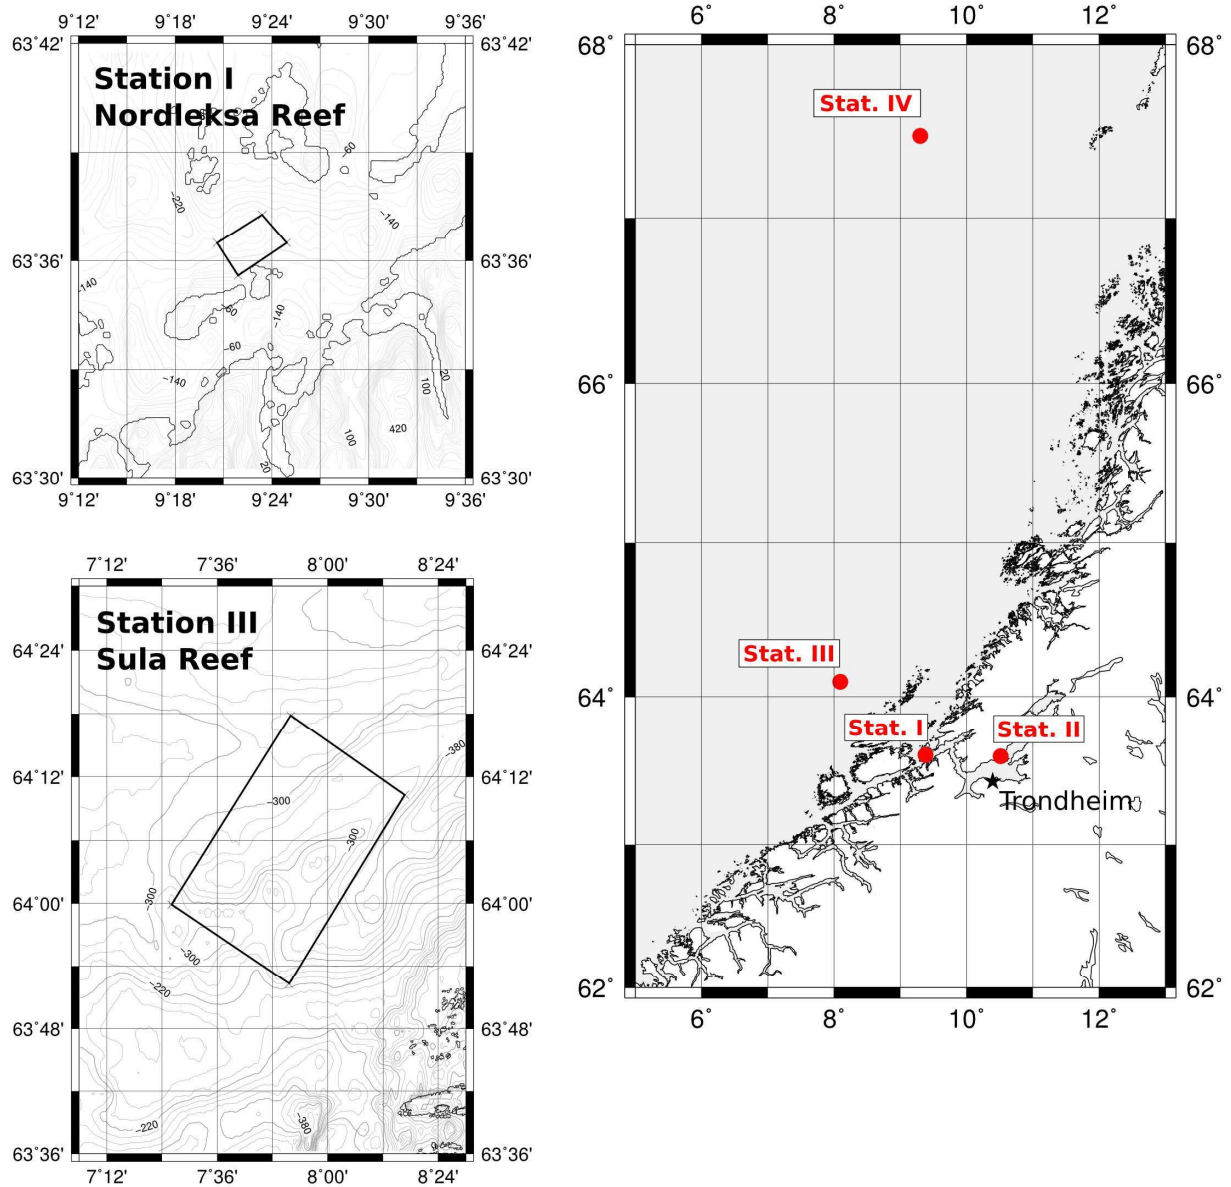 9°12' 9°18' 9°24' 9°30' 9°36'
63°42' 63°42'
Station I
Nordleksa Reef
-60
-220
-140
63°36' 63°36'
-140
-60
-140
-60
-140
20
100
100
420
20
63°30' 63°30'
9°12' 9°18' 9°24' 9°30' 9°36'
7°12' 7°36' 8°00' 8°24'
Station III
Sula Reef
64°24' 64°24'
-380
64°12' 64°12'
-300
-300
-300
64°00' 64°00'
-300
-220
63°48' 63°48'
-220
-380
63°36' 63°36'
7°12' 7°36' 8°00' 8°24'
6° 8° 10° 12°
68° 68°
Stat. IV
66° 66°
Stat. III
64° 64°
Stat. I
Stat. II
Trondheim
62° 62°
6° 8° 10° 12°